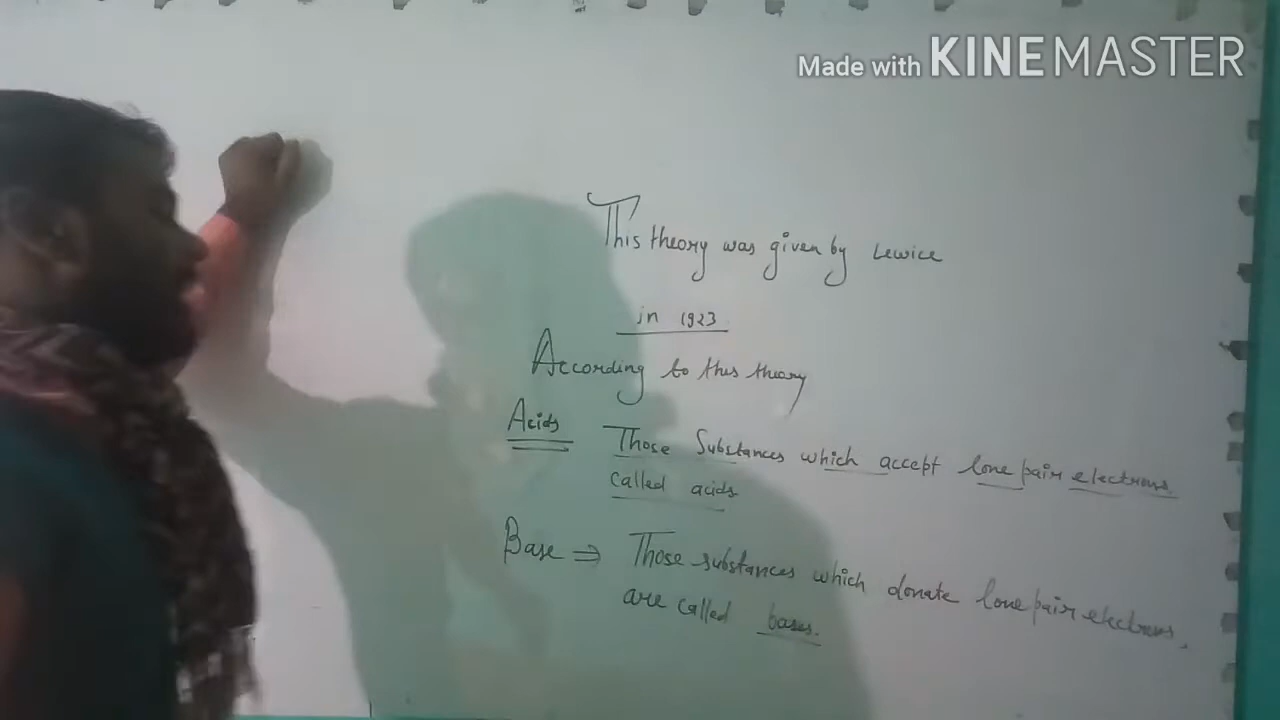 Made with KINEMASTER
This theory was given by Lewice
in 1923
According to this theory
Acids Those Substances which accept lone pair electrons
called acids
Base ⇒ Those substances which donate lone pair electrons.
are called bases.